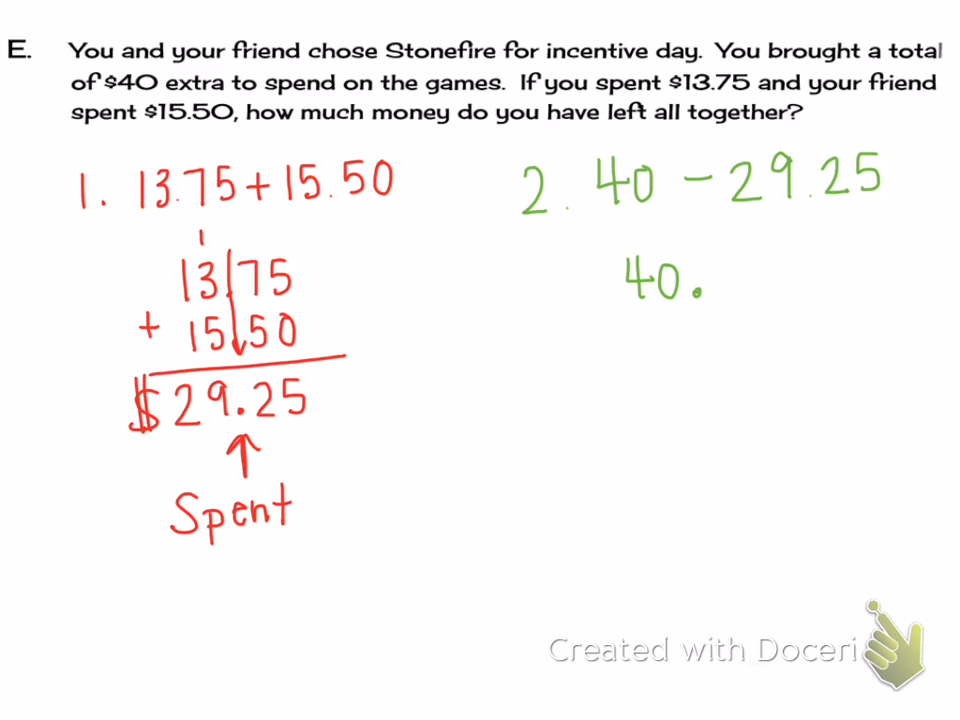 E. You and your friend chose Stonefire for incentive day. You brought a total
of $40 extra to spend on the games. If you spent $13.75 and your friend
spent $15.50, how much money do you have left all together?
1. 13.75+15.50
1
13.75
+ 15.50
$29.25
↑
Spent
2. 40 - 29.25
40.
Created with Doceri